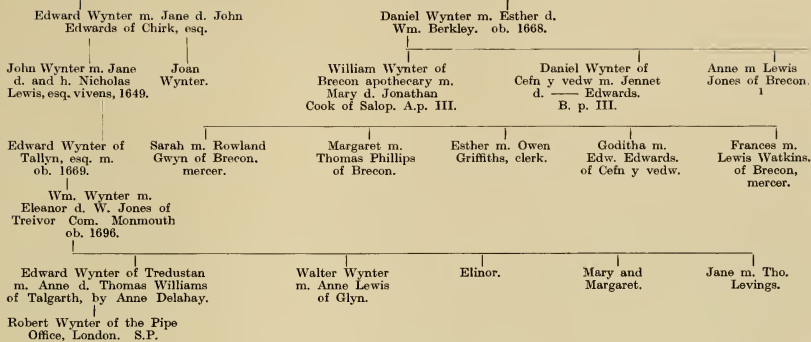 Edward Wynter m. Jane d. John
Edwards of Chirk, esq.
Daniel Wynter m. Esther d.
Wm. Berkley. ob. 1668.
John Wynter m. Jane
d. and h. Nicholas
Lewis, esq. vivens, 1649.
Joan
Wynter.
William Wynter of
Brecon apothecary m.
Mary d. Jonathan
Cook of Salop. A.p. III.
Daniel Wynter of
Cefn y vedw m. Jennet
d. —— Edwards.
B. p. III.
Anne m Lewis
Jones of Brecon.
1
Edward Wynter of
Tallyn, esq. m.
ob. 1669.
Sarah m. Rowland
Gwyn of Brecon.
mercer.
Margaret m.
Thomas Phillips
of Brecon.
Esther m. Owen
Griffiths, clerk.
Goditha m.
Edw. Edwards.
of Cefn y vedw.
Frances m.
Lewis Watkins.
of Brecon,
mercer.
Wm. Wynter m.
Eleanor d. W. Jones of
Treivor Com. Monmouth
ob. 1696.
Edward Wynter of Tredustan
m. Anne d. Thomas Williams
of Talgarth, by Anne Delahay.
Walter Wynter
m. Anne Lewis
of Glyn.
Elinor.
Mary and
Margaret.
Jane m. Tho.
Levings.
Robert Wynter of the Pipe
Office, London. S.P.